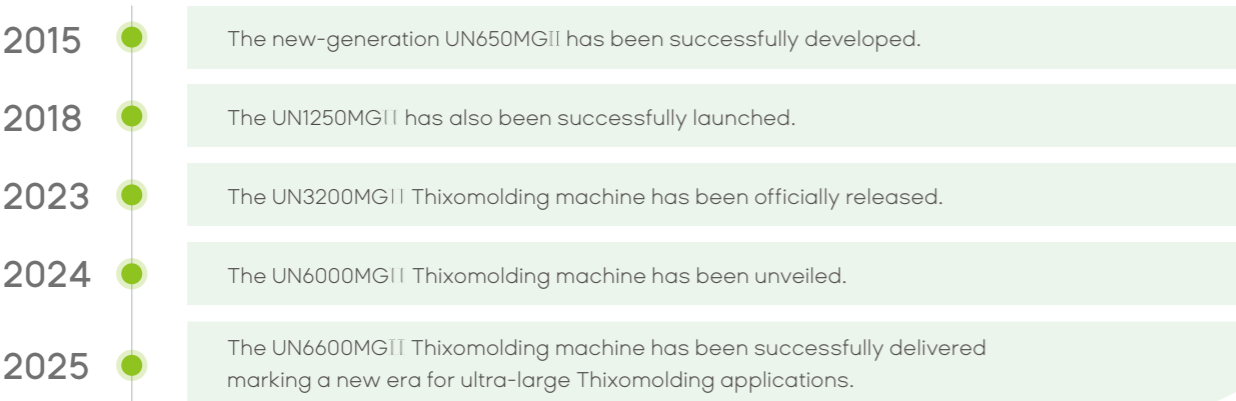 2015
The new-generation UN650MGII has been successfully developed.
2018
The UN1250MGII has also been successfully launched.
2023
The UN3200MGII Thixomolding machine has been officially released.
2024
The UN6000MGII Thixomolding machine has been unveiled.
2025
The UN6600MGII Thixomolding machine has been successfully delivered
marking a new era for ultra-large Thixomolding applications.